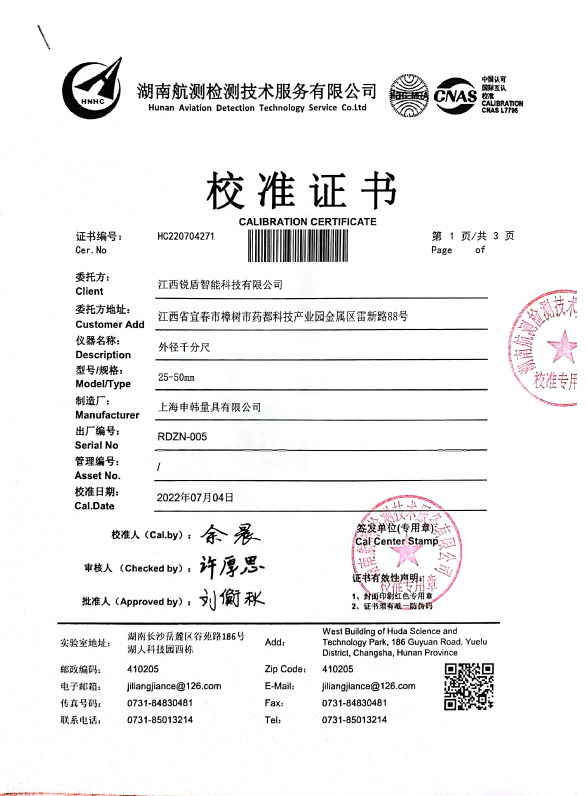 HNHC
湖南航测检测技术服务有限公司
Hunan Aviation Detection Technology Service Co.Ltd
CNAS
中国认可
国际互认
校准
CALIBRATION
CNAS L7796
校准证书
CALIBRATION CERTIFICATE
证书编号: HC220704271 第 1 页/共 3 页
Cer.No Page of
委托方:
Client
江西锐盾智能科技有限公司
委托方地址:
Customer Add
江西省宜春市樟树市药都科技产业园金属区雷新路88号
仪器名称:
Description
外径千分尺
型号/规格:
Model/Type
25-50mm
制造厂:
Manufacturer
上海申韩量具有限公司
出厂编号:
Serial No
RDZN-005
管理编号:
Asset No.
/
校准日期:
Cal.Date
2022年07月04日
校准人 (Cal.by): 余晨
审核人 (Checked by): 许厚思
批准人 (Approved by): 刘衡秋
签发单位(专用章):
Cal Center Stamp
证书有效性声明:
1、封面印刷红色专用章
2、证书须有唯一防伪码
校准专用章
实验室地址: 湖南长沙岳麓区谷苑路186号
湖人科技园西栋
Add: West Building of Huda Science and
Technology Park, 186 Guyuan Road, Yuelu
District, Changsha, Hunan Province
邮政编码: 410205 Zip Code: 410205
电子邮箱: jiliangjiance@126.com E-Mail: jiliangjiance@126.com
传真号码: 0731-84830481 Fax: 0731-84830481
联系电话: 0731-85013214 Tel: 0731-85013214